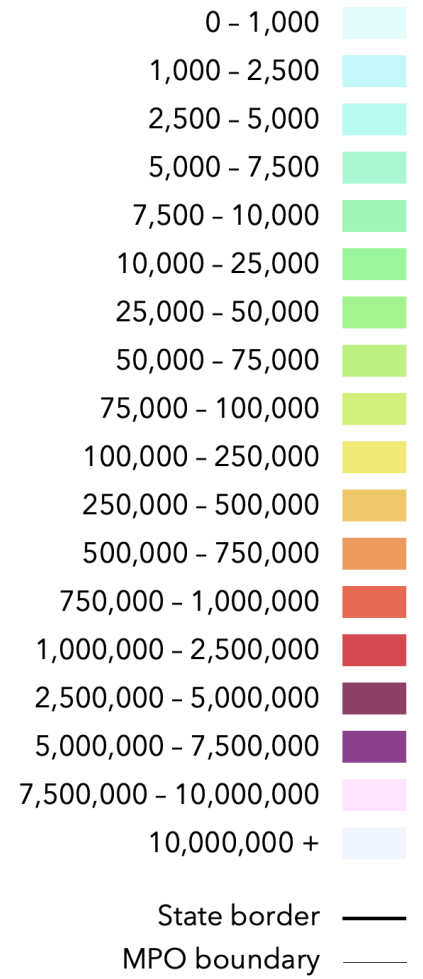 0 – 1,000
1,000 – 2,500
2,500 – 5,000
5,000 – 7,500
7,500 – 10,000
10,000 – 25,000
25,000 – 50,000
50,000 – 75,000
75,000 – 100,000
100,000 – 250,000
250,000 – 500,000
500,000 – 750,000
750,000 – 1,000,000
1,000,000 – 2,500,000
2,500,000 – 5,000,000
5,000,000 – 7,500,000
7,500,000 – 10,000,000
10,000,000 +
State border
MPO boundary